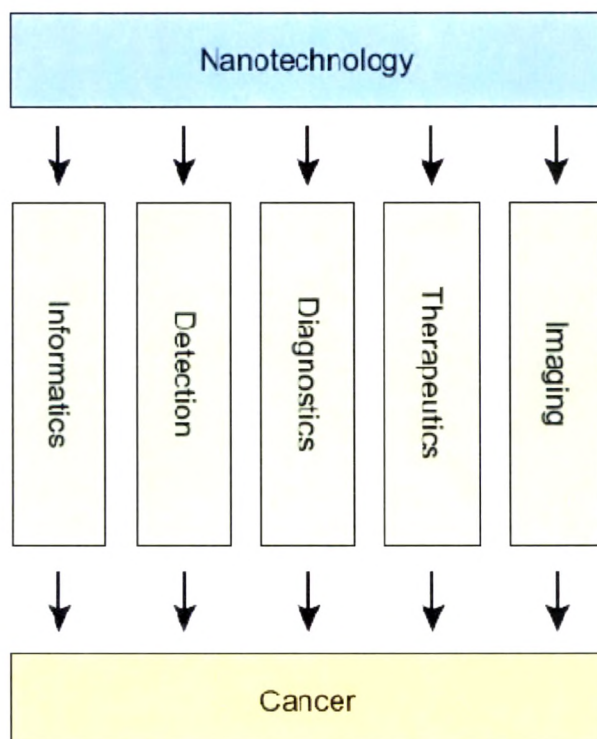 Nanotechnology
Informatics
Detection
Diagnostics
Therapeutics
Imaging
Cancer